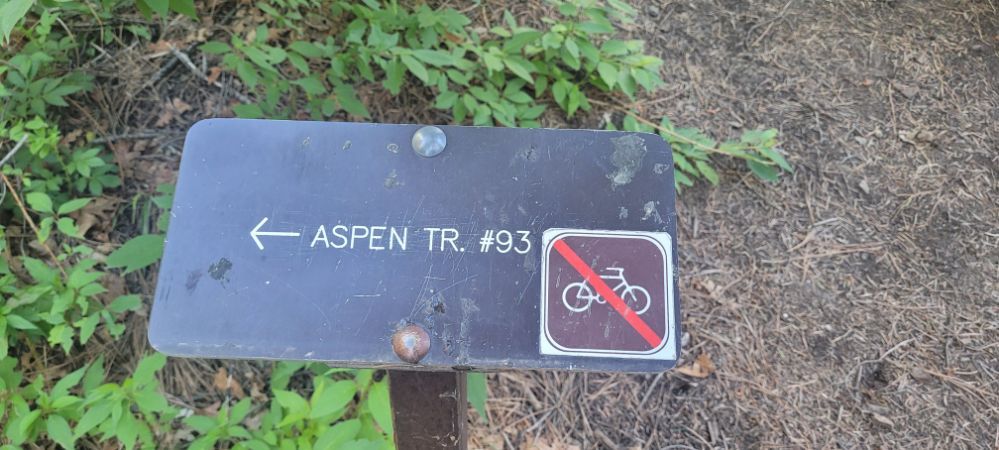 ← ASPEN TR. #93